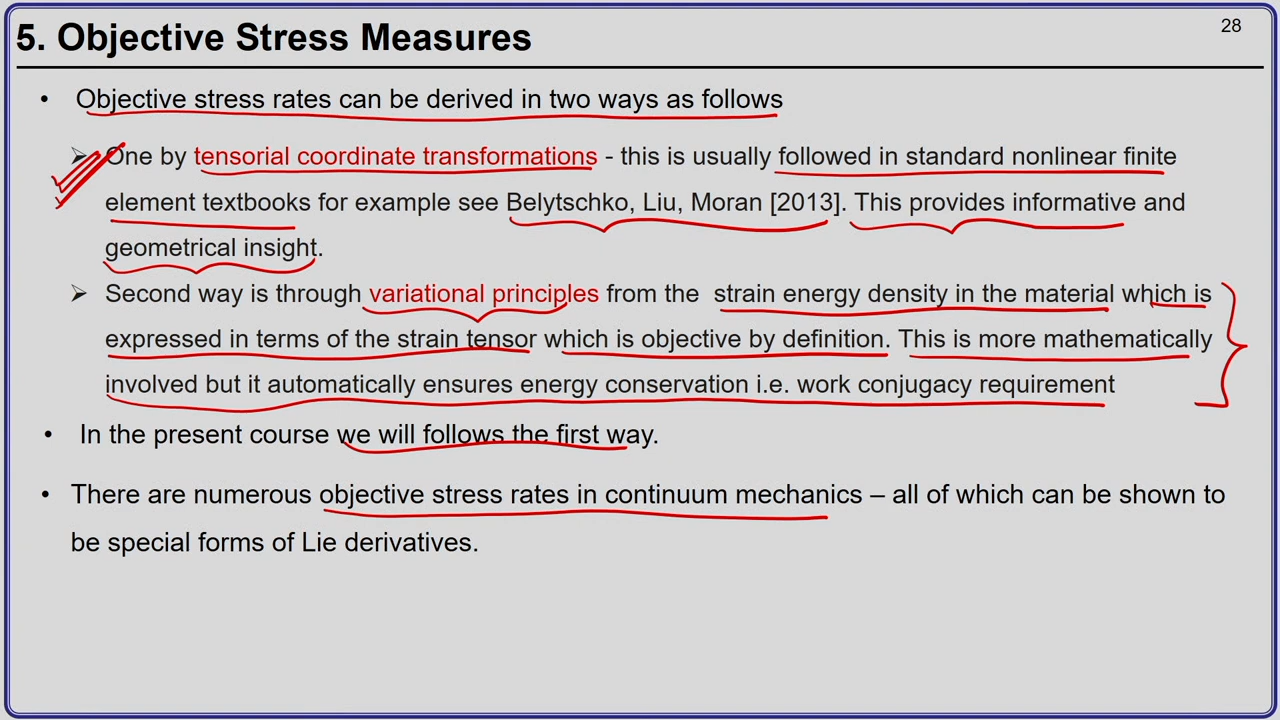 28
5. Objective Stress Measures
• Objective stress rates can be derived in two ways as follows
➢ One by tensorial coordinate transformations - this is usually followed in standard nonlinear finite
element textbooks for example see Belytschko, Liu, Moran [2013]. This provides informative and
geometrical insight.
➢ Second way is through variational principles from the strain energy density in the material which is
expressed in terms of the strain tensor which is objective by definition. This is more mathematically
involved but it automatically ensures energy conservation i.e. work conjugacy requirement
• In the present course we will follows the first way.
• There are numerous objective stress rates in continuum mechanics – all of which can be shown to
be special forms of Lie derivatives.